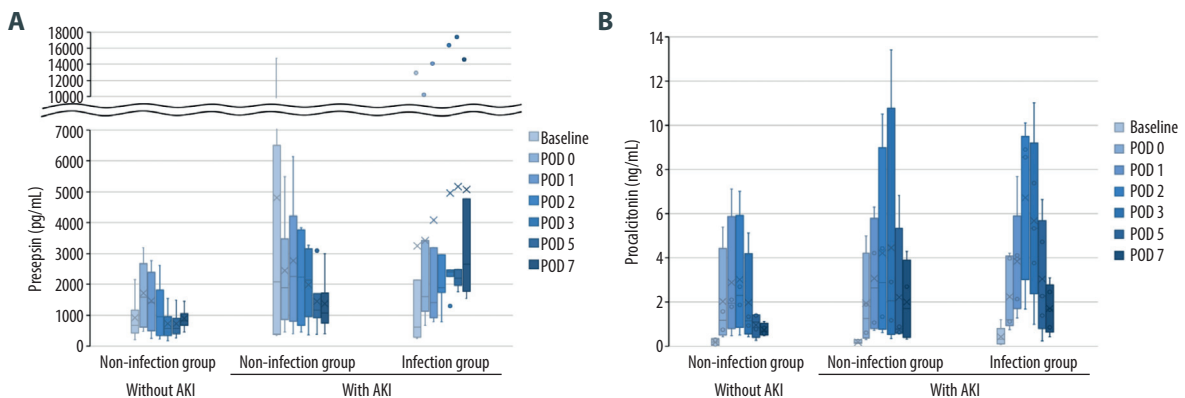 A
18000
16000
14000
12000
10000
7000
6000
5000
4000
3000
2000
1000
0
Presepsin (pg/mL)
Baseline
POD 0
POD 1
POD 2
POD 3
POD 5
POD 7
Non-infection group
Non-infection group
Infection group
Without AKI
With AKI
B
14
12
10
8
6
4
2
0
Procalcitonin (ng/mL)
Baseline
POD 0
POD 1
POD 2
POD 3
POD 5
POD 7
Non-infection group
Non-infection group
Infection group
Without AKI
With AKI